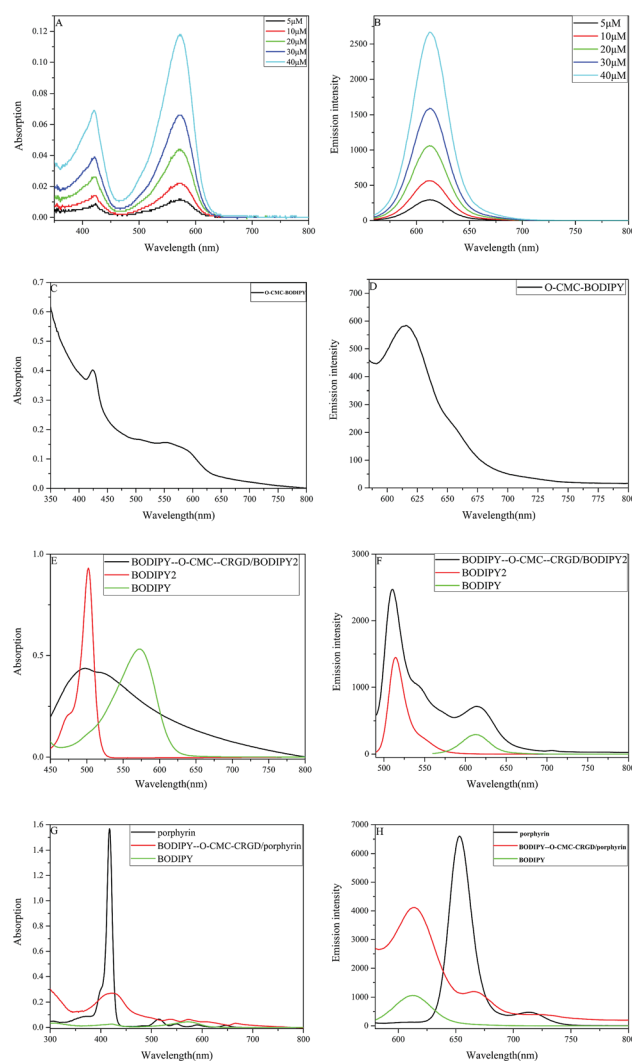 A
5μM
10μM
20μM
30μM
40μM
0.12
0.10
0.08
0.06
0.04
0.02
0.00
Absorption
400 500 600 700 800
Wavelength (nm)
B
5μM
10μM
20μM
30μM
40μM
2500
2000
1500
1000
500
0
Emission intensity
600 650 700 750 800
Wavelength (nm)
C
O-CMC-BODIPY
0.7
0.6
0.5
0.4
0.3
0.2
0.1
0.0
Absorption
350 400 450 500 550 600 650 700 750 800
Wavelength(nm)
D
O-CMC-BODIPY
700
600
500
400
300
200
100
0
Emission intensity
600 625 650 675 700 725 750 775 800
Wavelength(nm)
E
BODIPY--O-CMC--CRGD/BODIPY2
BODIPY2
BODIPY
1.0
0.5
0.0
Absorption
450 500 550 600 650 700 750 800
Wavelength(nm)
F
BODIPY--O-CMC--CRGD/BODIPY2
BODIPY2
BODIPY
3000
2000
1000
0
Emission intensity
500 550 600 650 700 750 800
Wavelength(nm)
G
porphyrin
BODIPY--O-CMC-CRGD/porphyrin
BODIPY
1.6
1.4
1.2
1.0
0.8
0.6
0.4
0.2
0.0
Absorption
300 400 500 600 700 800
Wavelength(nm)
H
porphyrin
BODIPY--O-CMC-CRGD/porphyrin
BODIPY
7000
6000
5000
4000
3000
2000
1000
0
Emission intensity
600 650 700 750 800
Wavelength(nm)